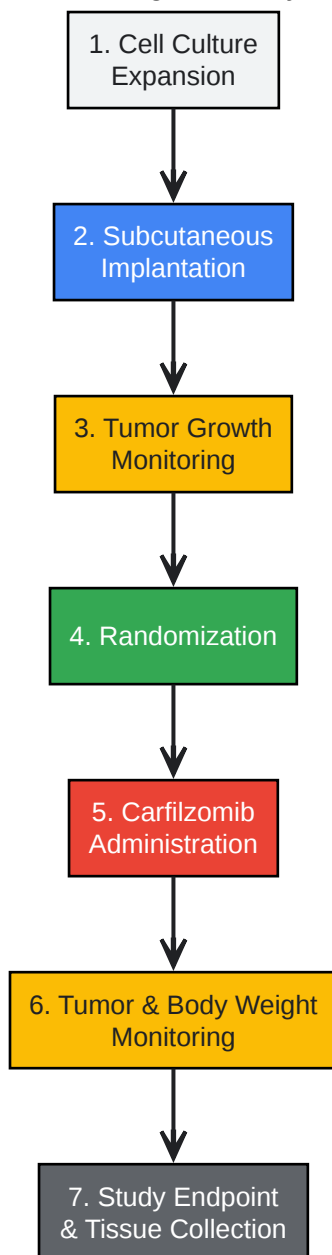 1. Cell Culture
Expansion
2. Subcutaneous
Implantation
3. Tumor Growth
Monitoring
4. Randomization
5. Carfilzomib
Administration
6. Tumor & Body Weight
Monitoring
7. Study Endpoint
& Tissue Collection